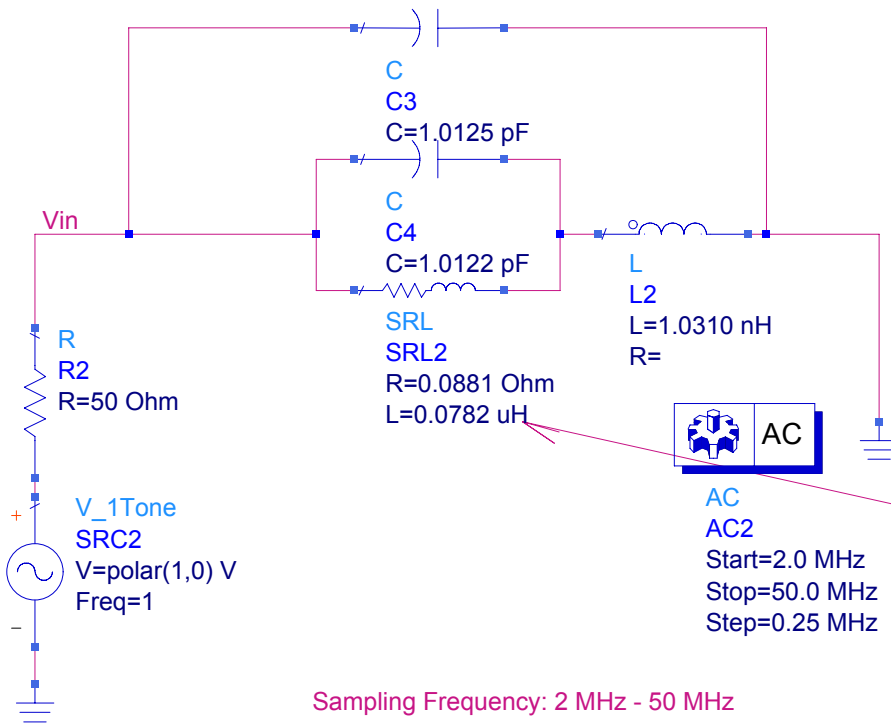 C
C3
C=1.0125 pF
C
C4
C=1.0122 pF
Vin
L
L2
L=1.0310 nH
R=
SRL
SRL2
R=0.0881 Ohm
L=0.0782 uH
R
R2
R=50 Ohm
AC
AC
AC2
Start=2.0 MHz
Stop=50.0 MHz
Step=0.25 MHz
+
V_1Tone
SRC2
V=polar(1,0) V
Freq=1
−
Sampling Frequency: 2 MHz - 50 MHz